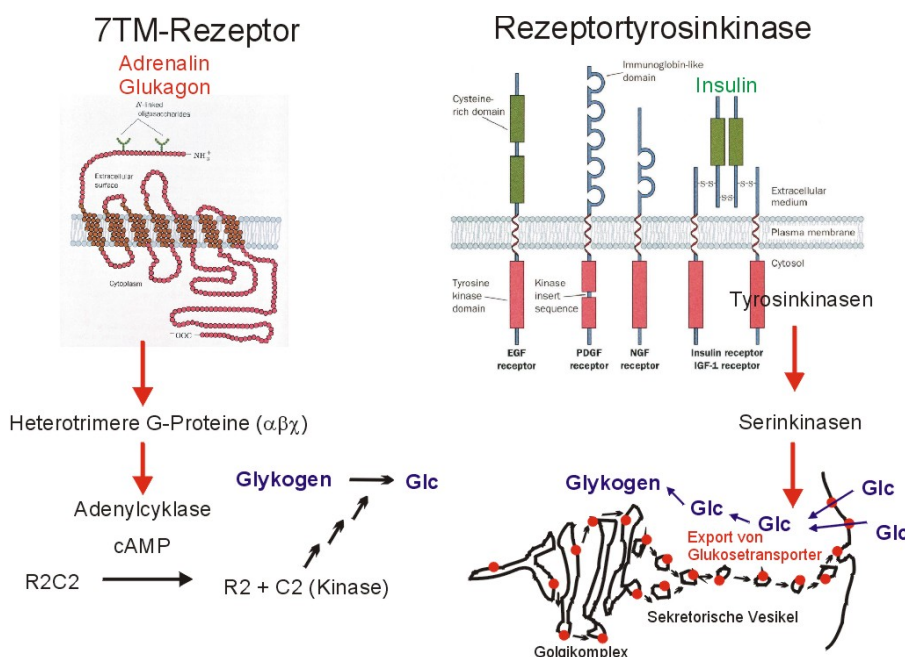 7TM-Rezeptor
Adrenalin
Glukagon
N-linked
oligosaccharides
NH3+
Extracellular
surface
Cytoplasm
-OOC
Heterotrimere G-Proteine (αβχ)
Adenylcyklase
cAMP
R2C2
R2 + C2 (Kinase)
Glykogen
Glc
Rezeptortyrosinkinase
Immunoglobin-like
domain
Insulin
Cysteine-
rich domain
S-S
S-S
S-S
Extracellular
medium
Plasma membrane
Cytosol
Tyrosine
kinase
domain
Kinase
insert
sequence
Tyrosinkinasen
EGF
receptor
PDGF
receptor
NGF
receptor
Insulin receptor
IGF-1 receptor
Serinkinasen
Glykogen
Glc
Glc
Glc
Glc
Export von
Glukosetransporter
Sekretorische Vesikel
Golgikomplex